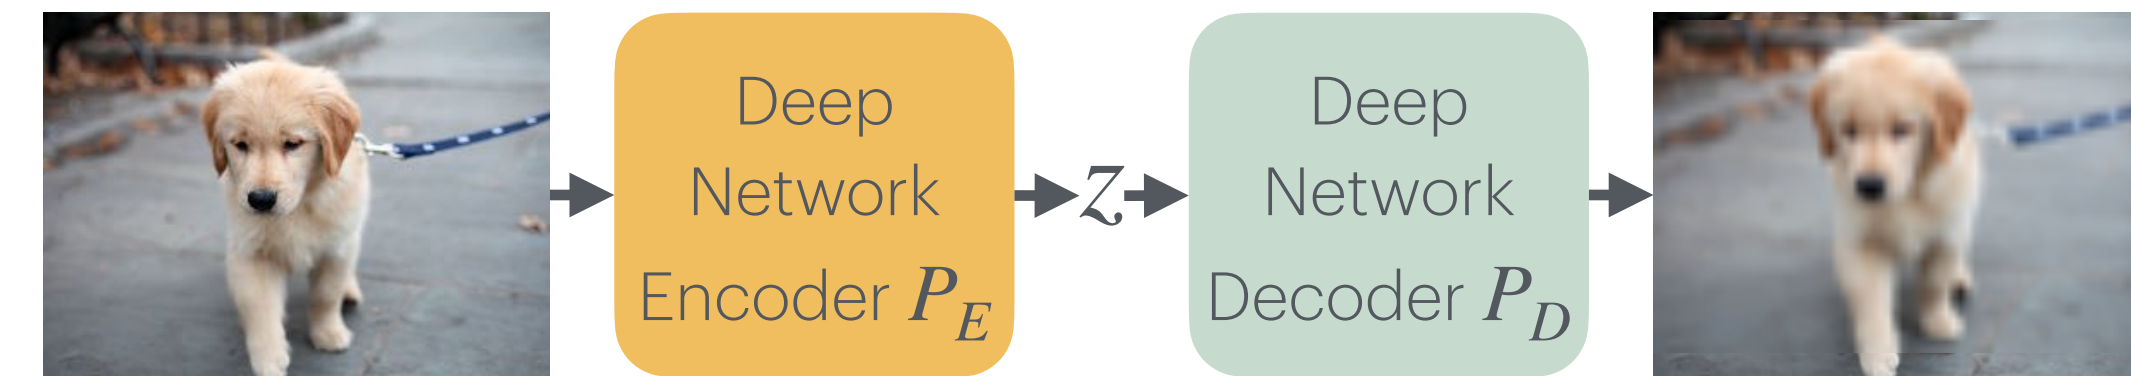 Deep
Network
Encoder P_E
z
Deep
Network
Decoder P_D